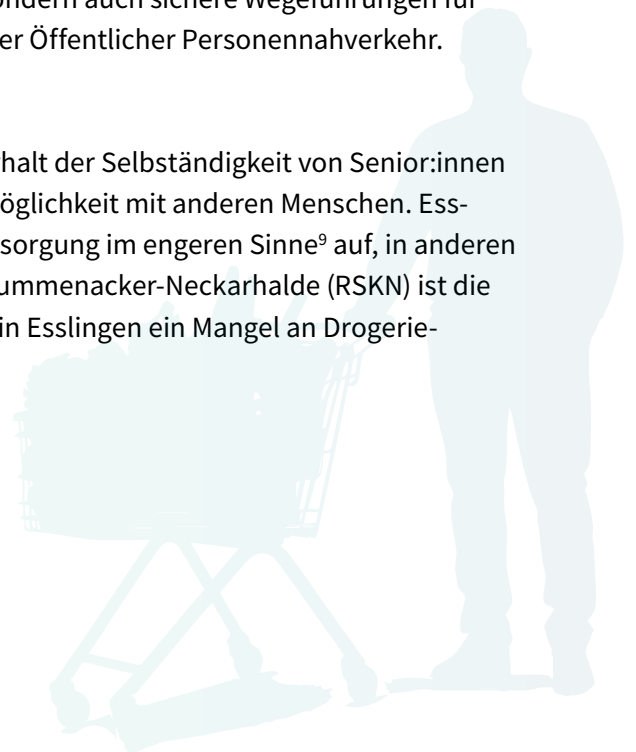 ondern auch sichere Wegeführungen für
er Öffentlicher Personennahverkehr.
halt der Selbständigkeit von Senior:innen
öglichkeit mit anderen Menschen. Ess-
sorgung im engeren Sinne⁹ auf, in anderen
ummenacker-Neckarhalde (RSKN) ist die
in Esslingen ein Mangel an Drogerie-